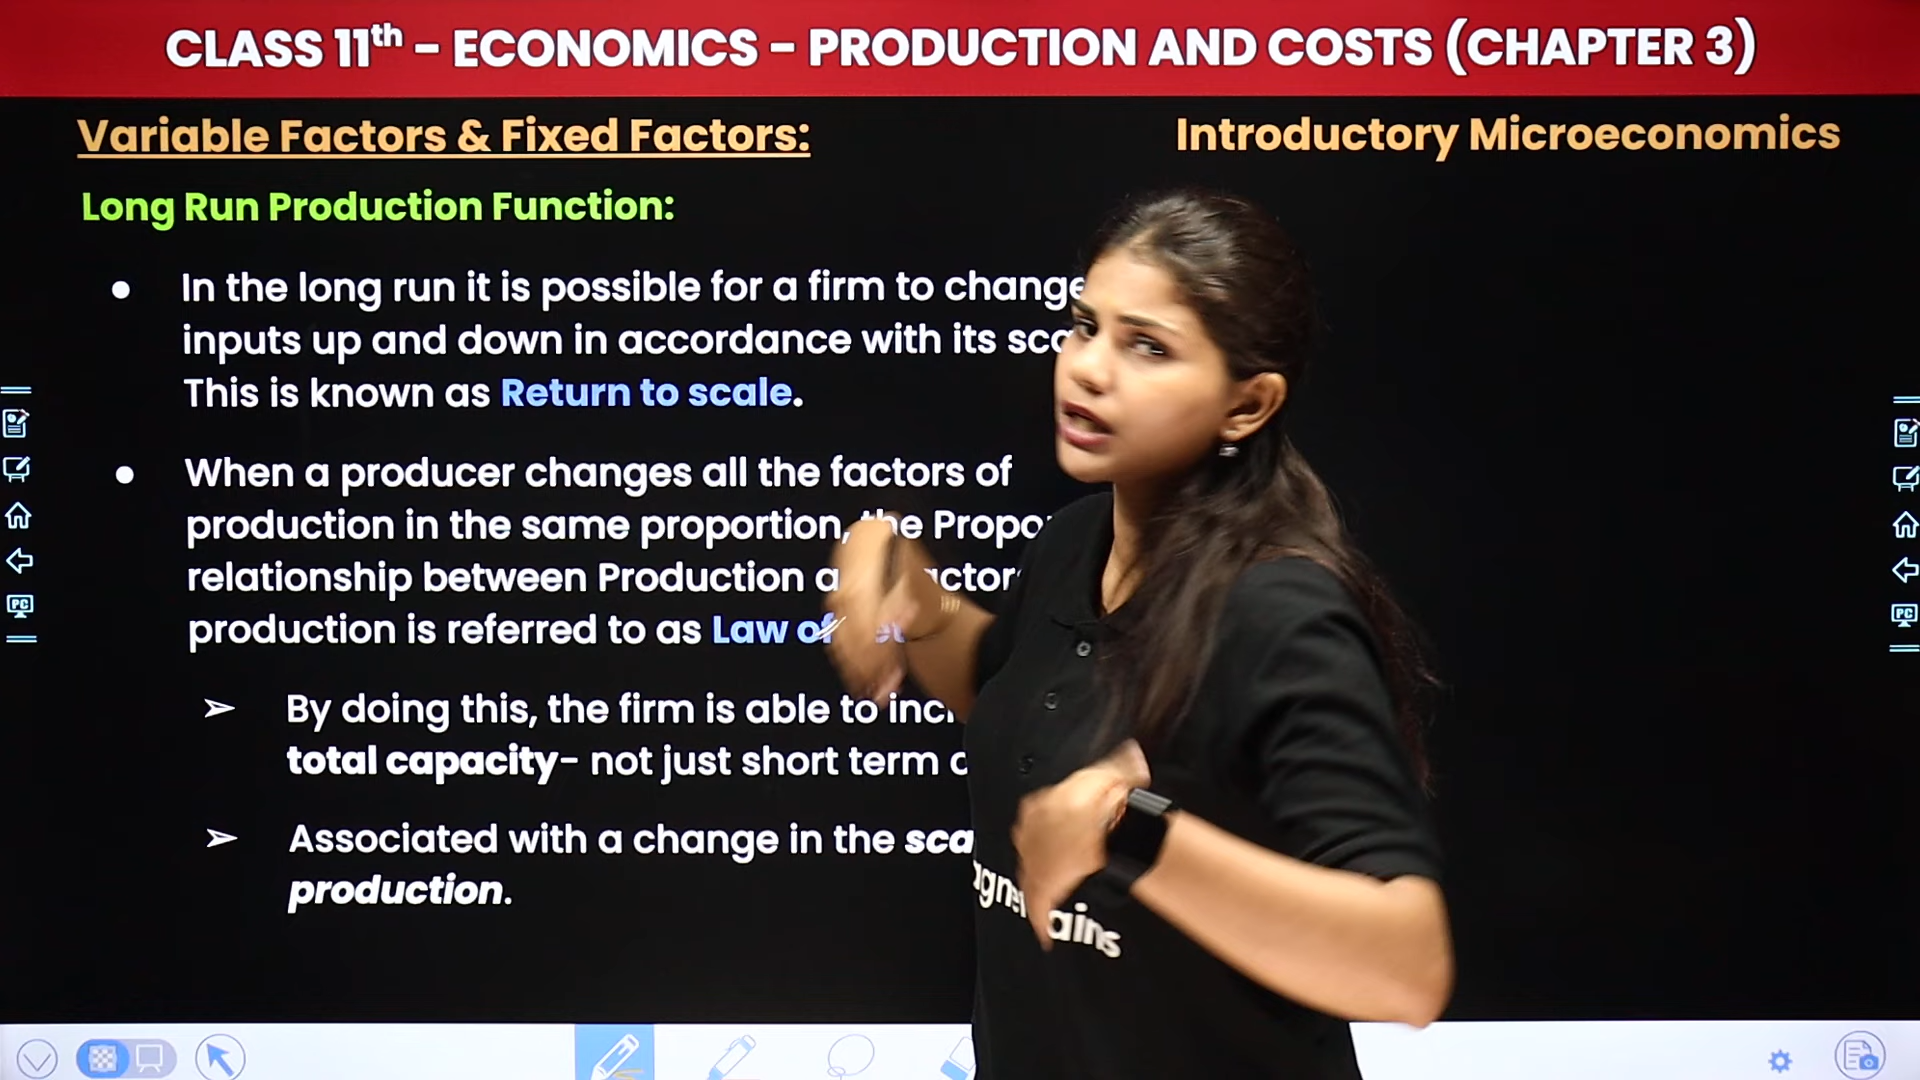 CLASS 11th - ECONOMICS - PRODUCTION AND COSTS (CHAPTER 3)
Variable Factors & Fixed Factors:
Introductory Microeconomics
Long Run Production Function:
● In the long run it is possible for a firm to change
inputs up and down in accordance with its
This is known as Return to scale.
● When a producer changes all the factors of
production in the same proportion, the
relationship between Production
production is referred to as Law of
➢ By doing this, the firm is able to
total capacity- not just short term
➢ Associated with a change in the
production.
PC
PC